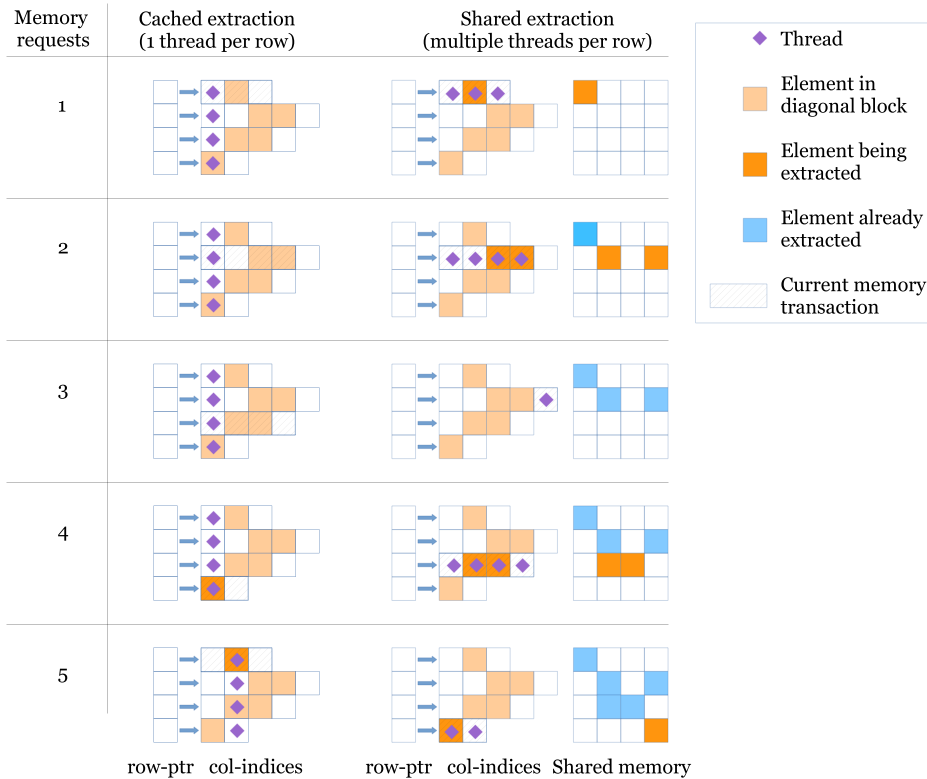 Memory
requests
Cached extraction
(1 thread per row)
Shared extraction
(multiple threads per row)
Thread
Element in
diagonal block
Element being
extracted
Element already
extracted
Current memory
transaction
1
2
3
4
5
row-ptr
col-indices
row-ptr
col-indices
Shared memory